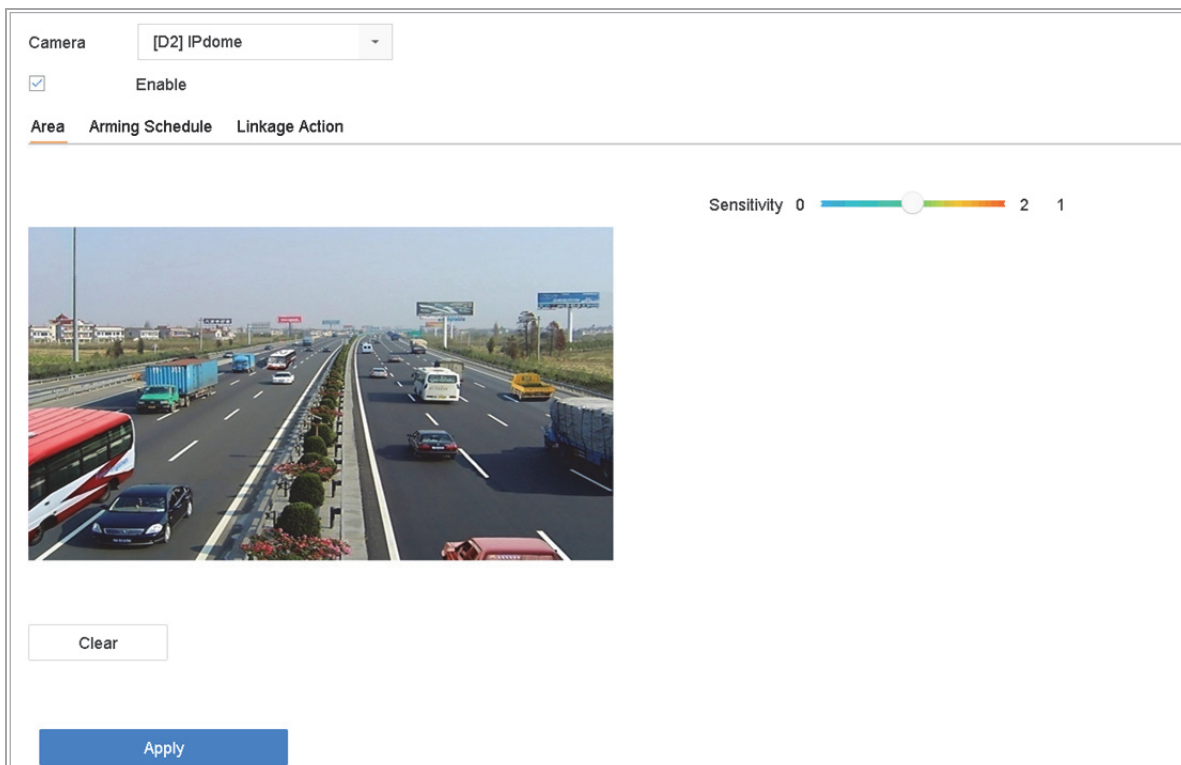 Camera [D2] IPdome
Enable
Area Arming Schedule Linkage Action
Sensitivity 0 2 1
Clear
Apply